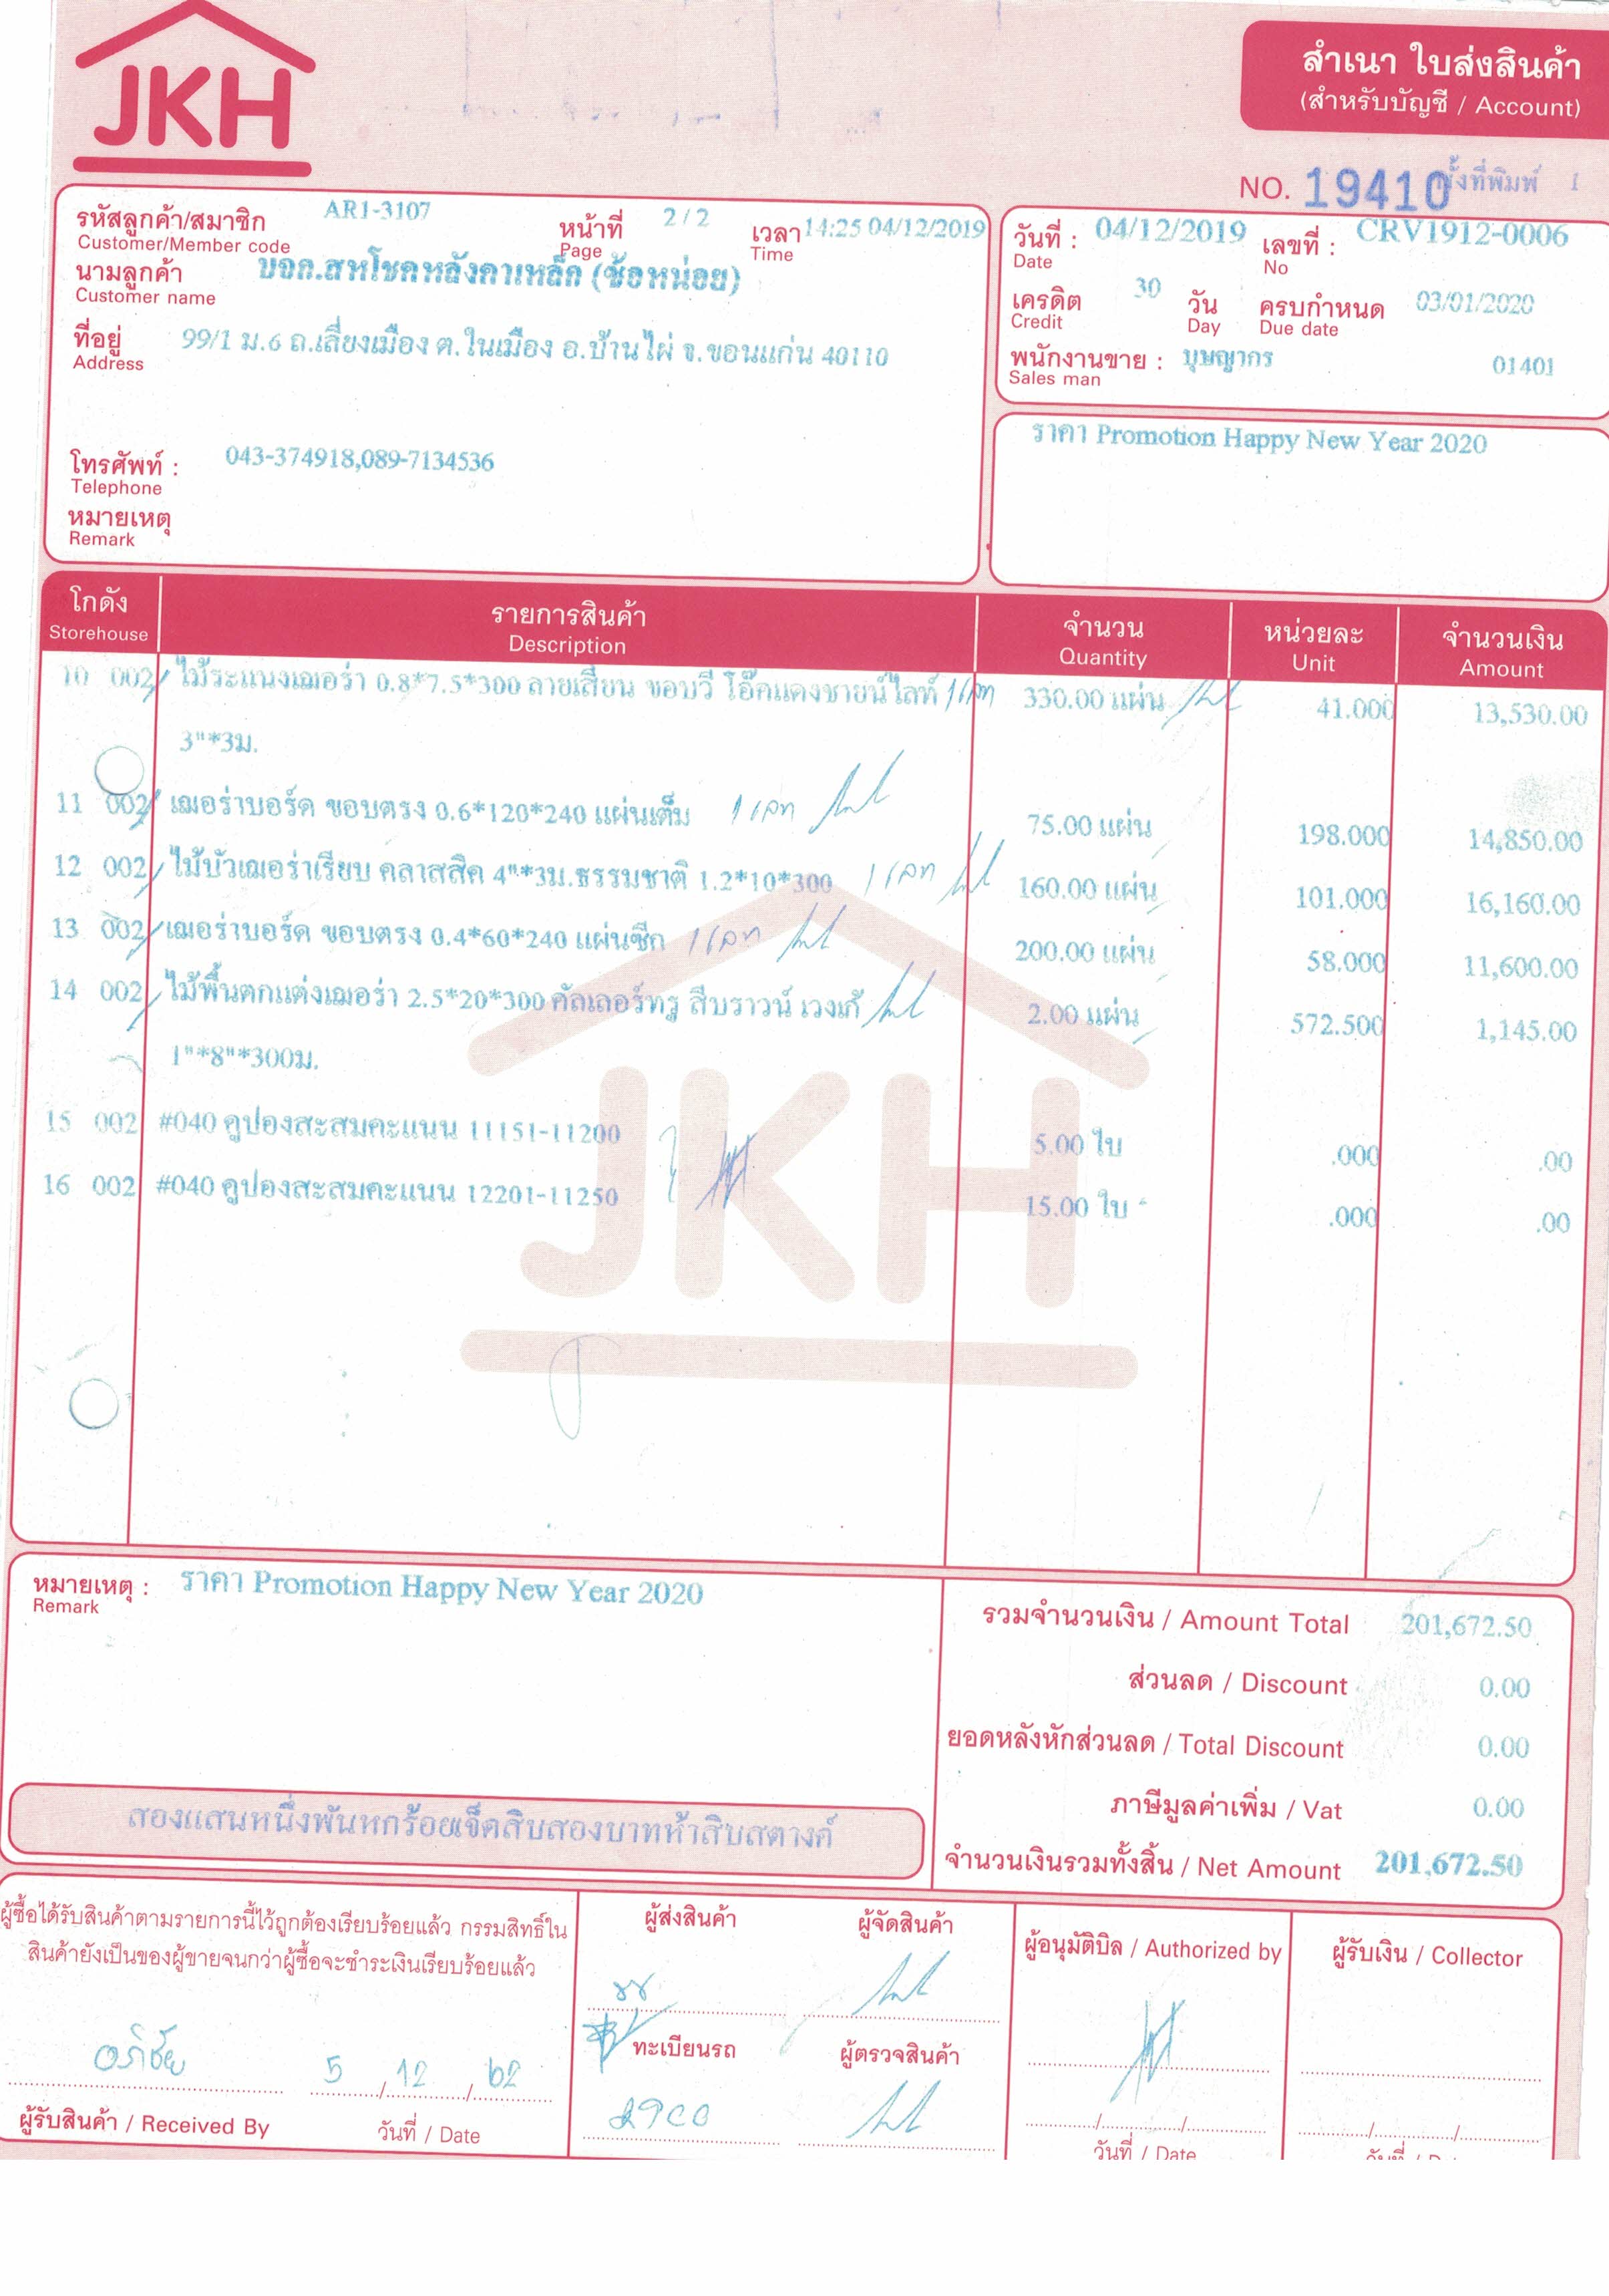 JKH
สำเนา ใบส่งสินค้า
(สำหรับบัญชี / Account)
NO. 19410 ครั้งที่พิมพ์ 1
รหัสลูกค้า/สมาชิก AR1-3107 หน้าที่ 2 / 2 เวลา 14:25 04/12/2019
Customer/Member code Page Time
นามลูกค้า บจก.สหโชคหลังคาเหล็ก (ซ้อหน่อย)
Customer name
ที่อยู่ 99/1 ม.6 ถ.เลี่ยงเมือง ต.ในเมือง อ.บ้านไผ่ จ.ขอนแก่น 40110
Address
โทรศัพท์ : 043-374918,089-7134536
Telephone
หมายเหตุ
Remark
วันที่ : 04/12/2019 เลขที่ : CRV1912-0006
Date No
เครดิต 30 วัน ครบกำหนด 03/01/2020
Credit Day Due date
พนักงานขาย : บุษญากร 01401
Sales man
ราคา Promotion Happy New Year 2020
โกดัง รายการสินค้า จำนวน หน่วยละ จำนวนเงิน
Storehouse Description Quantity Unit Amount
10 002 ไม้ระแนงเฌอร่า 0.8*7.5*300 ลายเสี้ยน ขอบวี โอ๊คแดงชายน์ไลท์ 330.00 แผ่น 41.000 13,530.00
3"*3ม.
11 002 เฌอร่าบอร์ด ขอบตรง 0.6*120*240 แผ่นเต็ม 75.00 แผ่น 198.000 14,850.00
12 002 ไม้บัวเฌอร่าเรียบ คลาสสิค 4"*3ม.ธรรมชาติ 1.2*10*300 160.00 แผ่น 101.000 16,160.00
13 002 เฌอร่าบอร์ด ขอบตรง 0.4*60*240 แผ่นซีก 200.00 แผ่น 58.000 11,600.00
14 002 ไม้พื้นตกแต่งเฌอร่า 2.5*20*300 คัลเลอร์ทรู สีบราวน์ เวงเก้ 2.00 แผ่น 572.500 1,145.00
1"*8"*300ม.
15 002 #040 คูปองสะสมคะแนน 11151-11200 5.00 ใบ .000 .00
16 002 #040 คูปองสะสมคะแนน 12201-11250 15.00 ใบ .000 .00
JKH
หมายเหตุ : ราคา Promotion Happy New Year 2020
Remark
รวมจำนวนเงิน / Amount Total 201,672.50
ส่วนลด / Discount 0.00
ยอดหลังหักส่วนลด / Total Discount 0.00
ภาษีมูลค่าเพิ่ม / Vat 0.00
สองแสนหนึ่งพันหกร้อยเจ็ดสิบสองบาทห้าสิบสตางค์
จำนวนเงินรวมทั้งสิ้น / Net Amount 201,672.50
ผู้ซื้อได้รับสินค้าตามรายการนี้ไว้ถูกต้องเรียบร้อยแล้ว กรรมสิทธิ์ใน
สินค้ายังเป็นของผู้ขายจนกว่าผู้ซื้อจะชำระเงินเรียบร้อยแล้ว
อภิชัย 5 / 12 / 62
ผู้รับสินค้า / Received By วันที่ / Date
ผู้ส่งสินค้า ผู้จัดสินค้า
ทะเบียนรถ ผู้ตรวจสินค้า
ผู้อนุมัติบิล / Authorized by
วันที่ / Date
ผู้รับเงิน / Collector